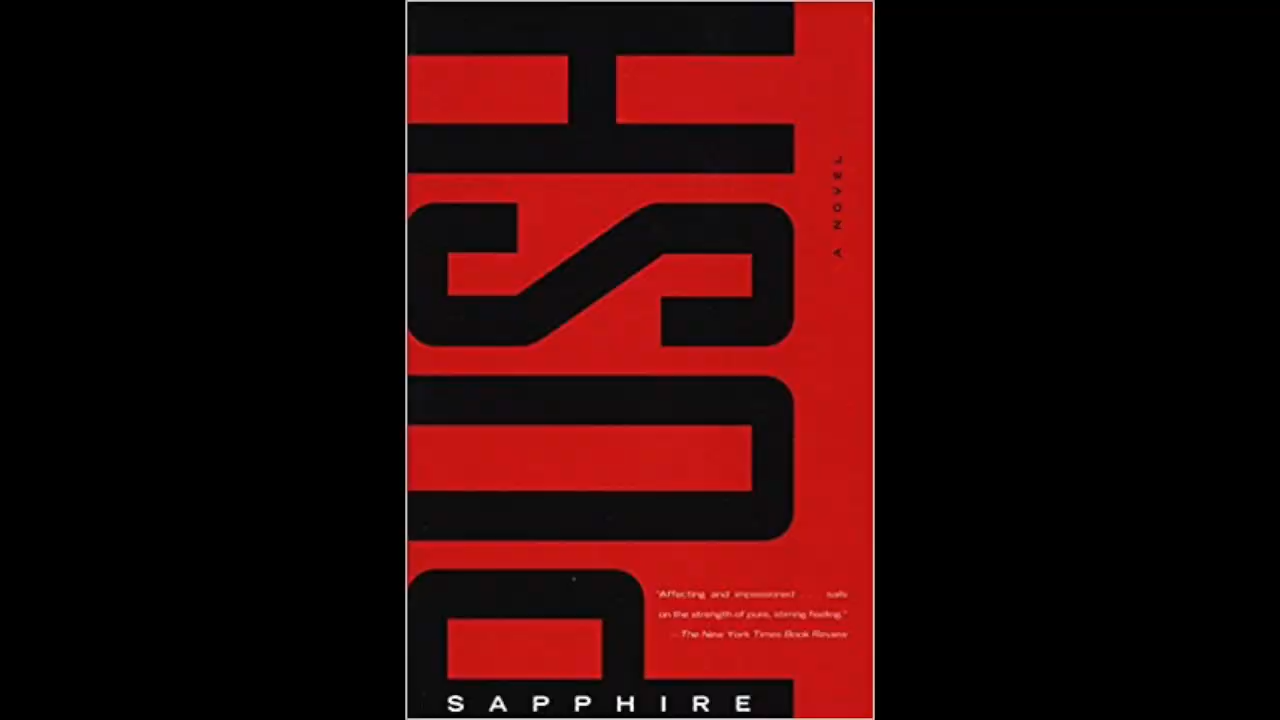 PUSH
A NOVEL
"Affecting and impassioned . . . sails
on the strength of pure, stirring feeling."
—The New York Times Book Review
SAPPHIRE